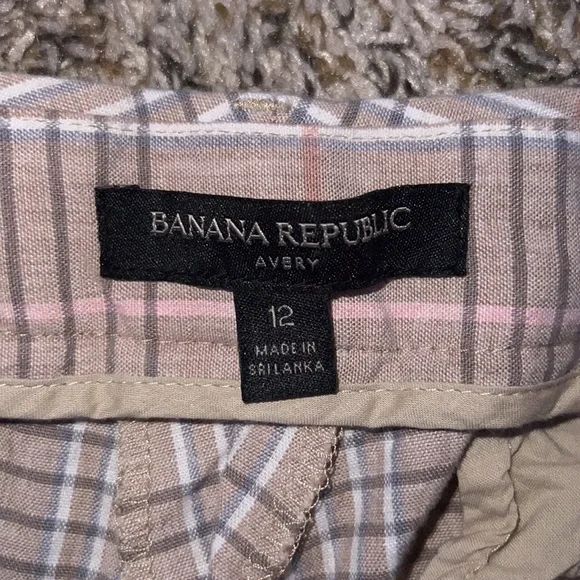 BANANA REPUBLIC
AVERY
12
MADE IN
SRI LANKA